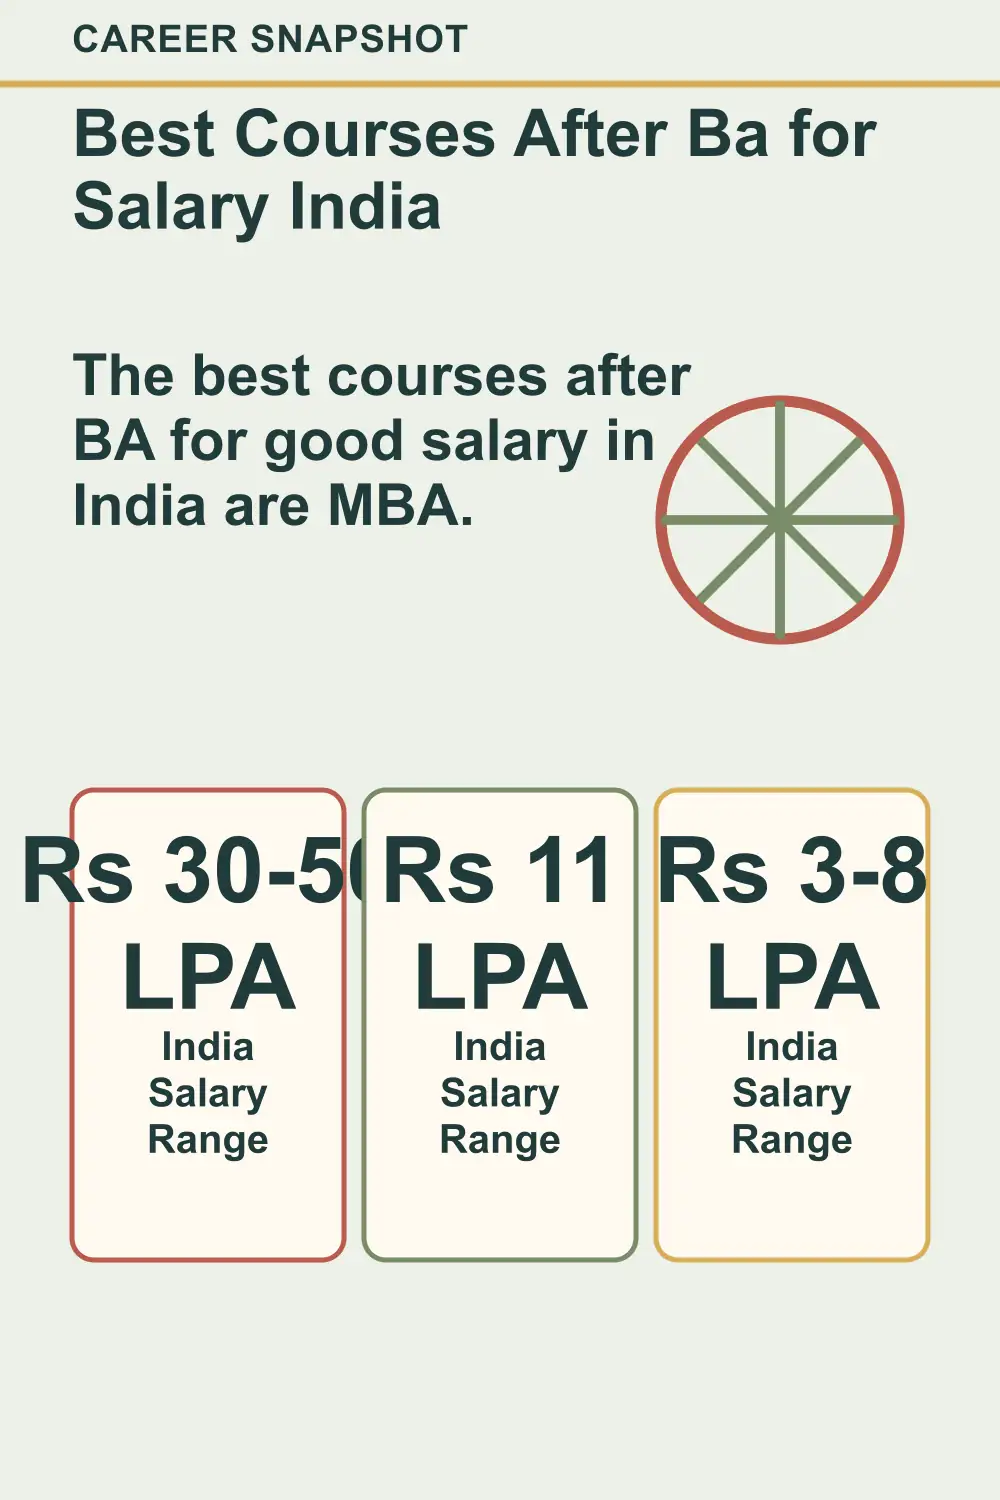 CAREER SNAPSHOT
Best Courses After Ba for
Salary India
The best courses after
BA for good salary in
India are MBA.
Rs 30-50
LPA
India
Salary
Range
Rs 11
LPA
India
Salary
Range
Rs 3-8
LPA
India
Salary
Range